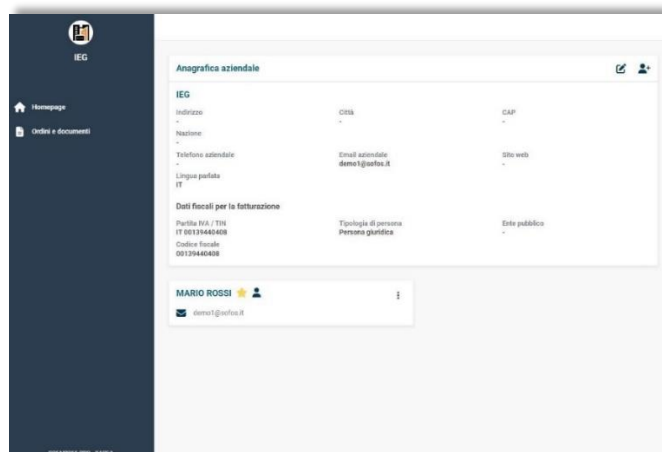 IEG
Homepage
Ordini e documenti
Anagrafica aziendale
IEG
Indirizzo Città CAP
- - -
Nazione
-
Telefono aziendale Email aziendale Sito web
- demo1@oofos.it -
Lingua parlata
IT
Dati fiscali per la fatturazione
Partita IVA / TIN Tipologia di persona Ente pubblico
IT 00139440408 Persona giuridica -
Codice fiscale
00139440408
MARIO ROSSI
demo1@oofos.it